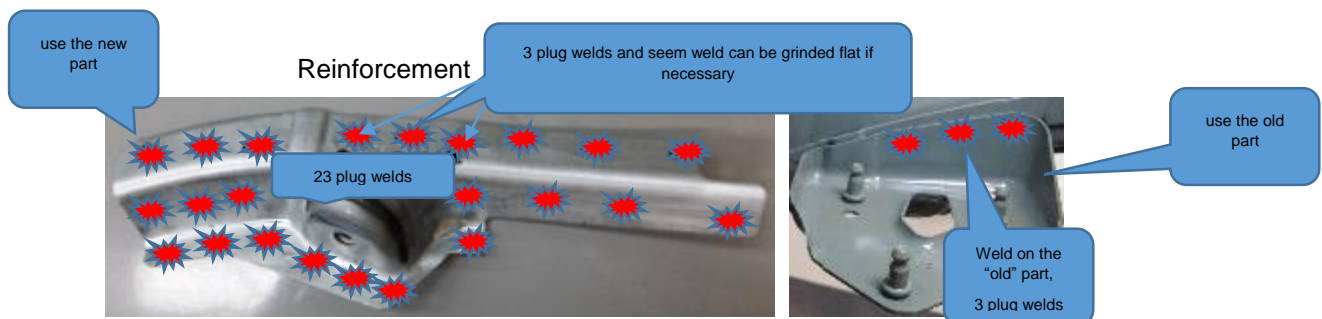 use the new
part
Reinforcement
3 plug welds and seem weld can be grinded flat if
necessary
23 plug welds
use the old
part
Weld on the
“old” part,
3 plug welds